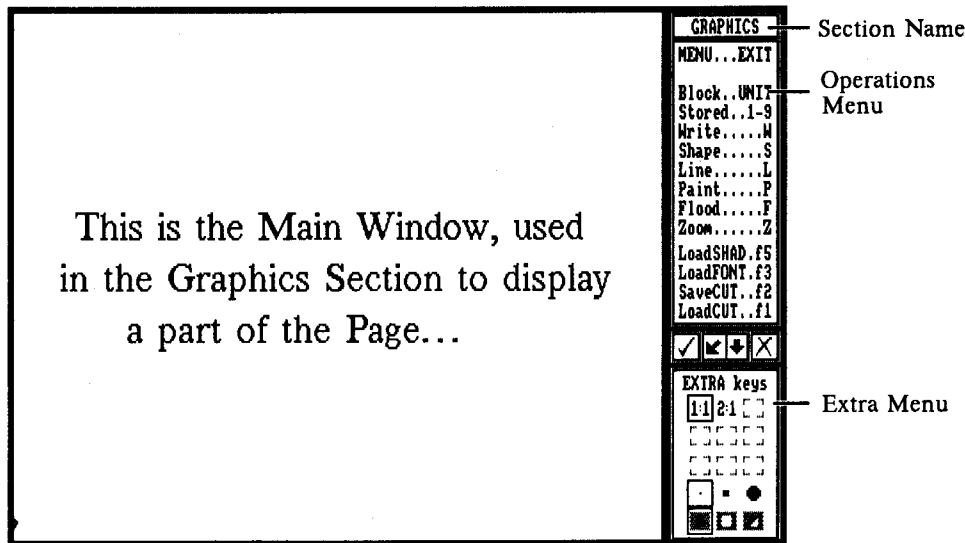 This is the Main Window, used
in the Graphics Section to display
a part of the Page...
GRAPHICS
MENU...EXIT
Block..UNIT
Stored..1-9
Write.....W
Shape.....S
Line......L
Paint.....P
Flood.....F
Zoom......Z
LoadSHAD.f5
LoadFONT.f3
SaveCUT..f2
LoadCUT..f1
EXTRA keys
1:1 2:1
Section Name
Operations
Menu
Extra Menu